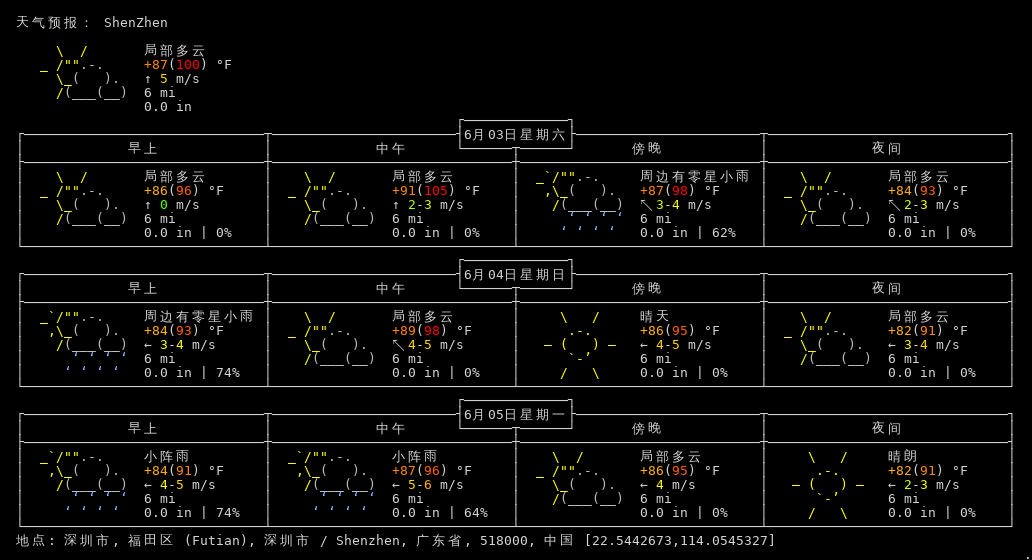 天气预报： ShenZhen
局部多云
+87(100) °F
↑ 5 m/s
6 mi
0.0 in
6月03日星期六
早上 中午 傍晚 夜间
局部多云 局部多云 周边有零星小雨 局部多云
+86(96) °F +91(105) °F +87(98) °F +84(93) °F
↑ 0 m/s ↑ 2-3 m/s ↖ 3-4 m/s ↖ 2-3 m/s
6 mi 6 mi 6 mi 6 mi
0.0 in | 0% 0.0 in | 0% 0.0 in | 62% 0.0 in | 0%
6月04日星期日
早上 中午 傍晚 夜间
周边有零星小雨 局部多云 晴天 局部多云
+84(93) °F +89(98) °F +86(95) °F +82(91) °F
← 3-4 m/s ↖ 4-5 m/s ← 4-5 m/s ← 3-4 m/s
6 mi 6 mi 6 mi 6 mi
0.0 in | 74% 0.0 in | 0% 0.0 in | 0% 0.0 in | 0%
6月05日星期一
早上 中午 傍晚 夜间
小阵雨 小阵雨 局部多云 晴朗
+84(91) °F +87(96) °F +86(95) °F +82(91) °F
← 4-5 m/s ← 5-6 m/s ← 4 m/s ← 2-3 m/s
6 mi 6 mi 6 mi 6 mi
0.0 in | 74% 0.0 in | 64% 0.0 in | 0% 0.0 in | 0%
地点: 深圳市, 福田区 (Futian), 深圳市 / Shenzhen, 广东省, 518000, 中国 [22.5442673,114.0545327]